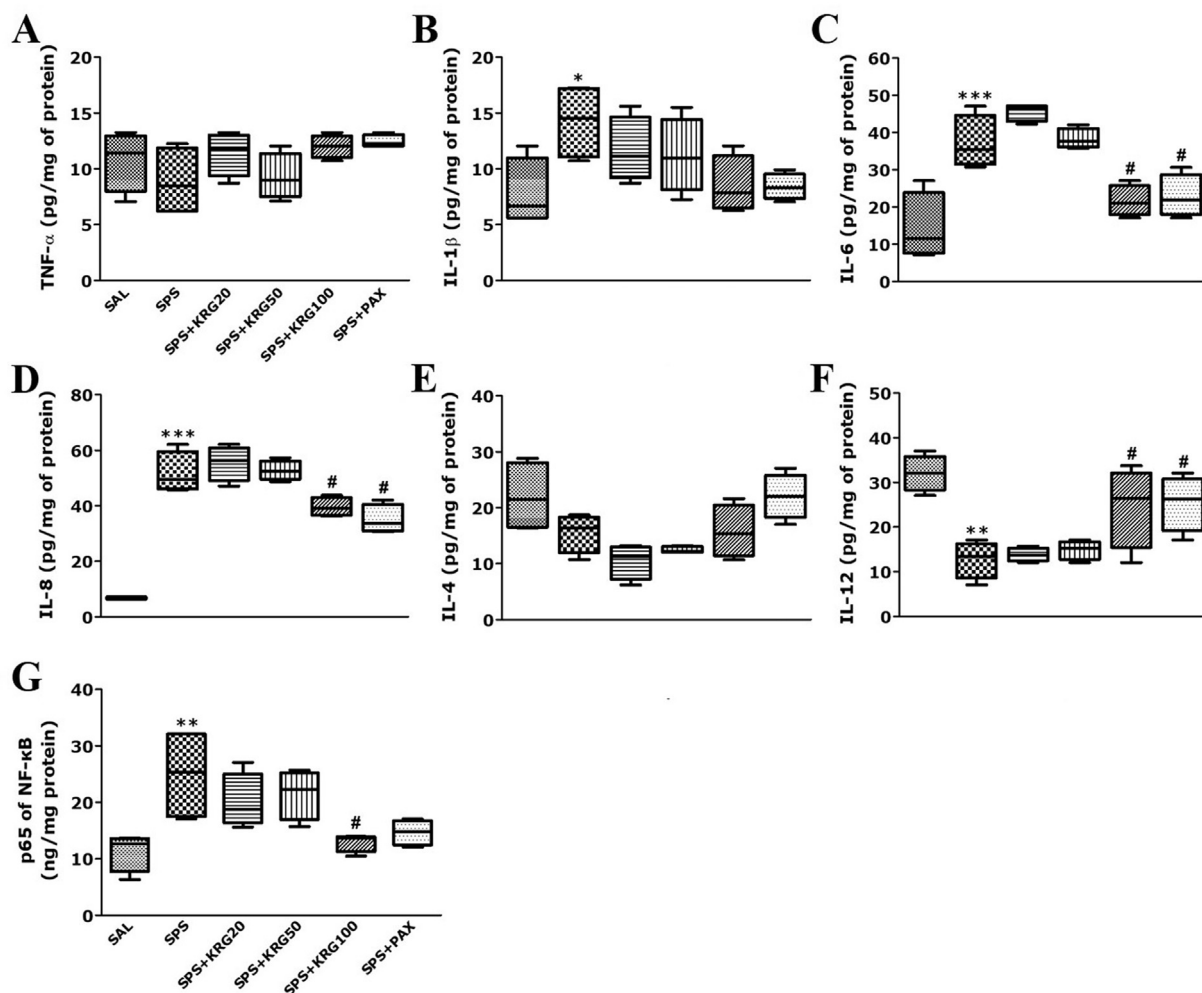 A
TNF-α (pg/mg of protein)
20
15
10
5
0
SAL
SPS
SPS+KRG20
SPS+KRG50
SPS+KRG100
SPS+PAX
B
IL-1β (pg/mg of protein)
20
15
10
5
0
*
C
IL-6 (pg/mg of protein)
60
50
40
30
20
10
0
***
#
#
D
IL-8 (pg/mg of protein)
80
60
40
20
0
***
#
#
E
IL-4 (pg/mg of protein)
40
30
20
10
0
F
IL-12 (pg/mg of protein)
50
40
30
20
10
0
**
#
#
G
p65 of NF-κB
(ng/mg protein)
40
30
20
10
0
**
#
SAL
SPS
SPS+KRG20
SPS+KRG50
SPS+KRG100
SPS+PAX